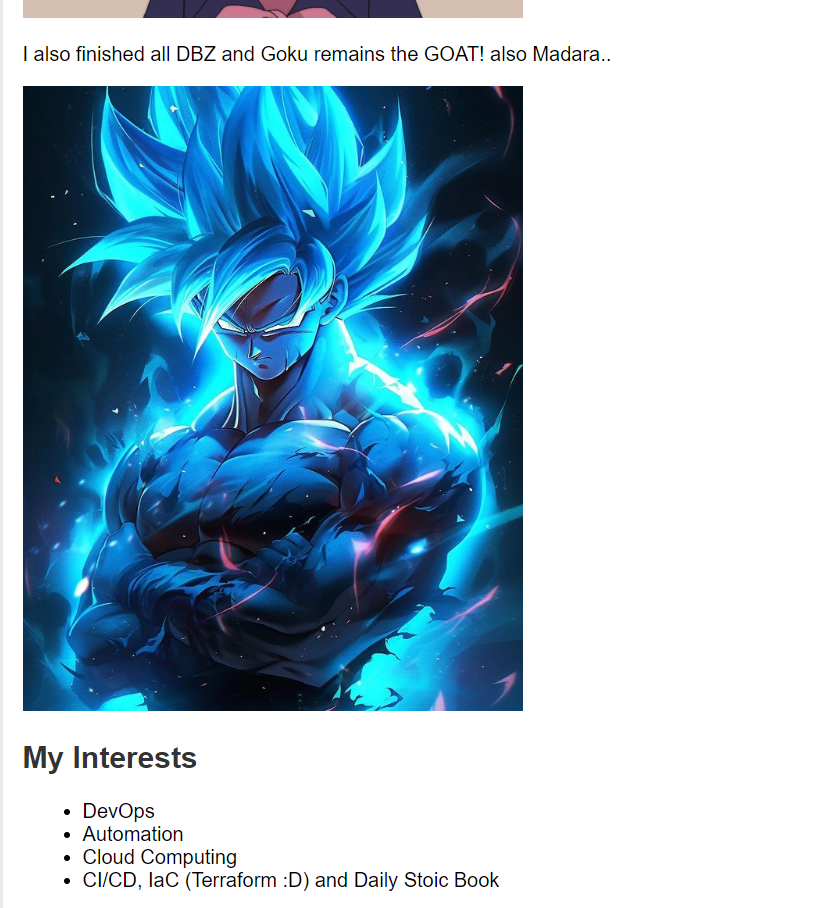 I also finished all DBZ and Goku remains the GOAT! also Madara..
My Interests
DevOps
Automation
Cloud Computing
CI/CD, IaC (Terraform :D) and Daily Stoic Book